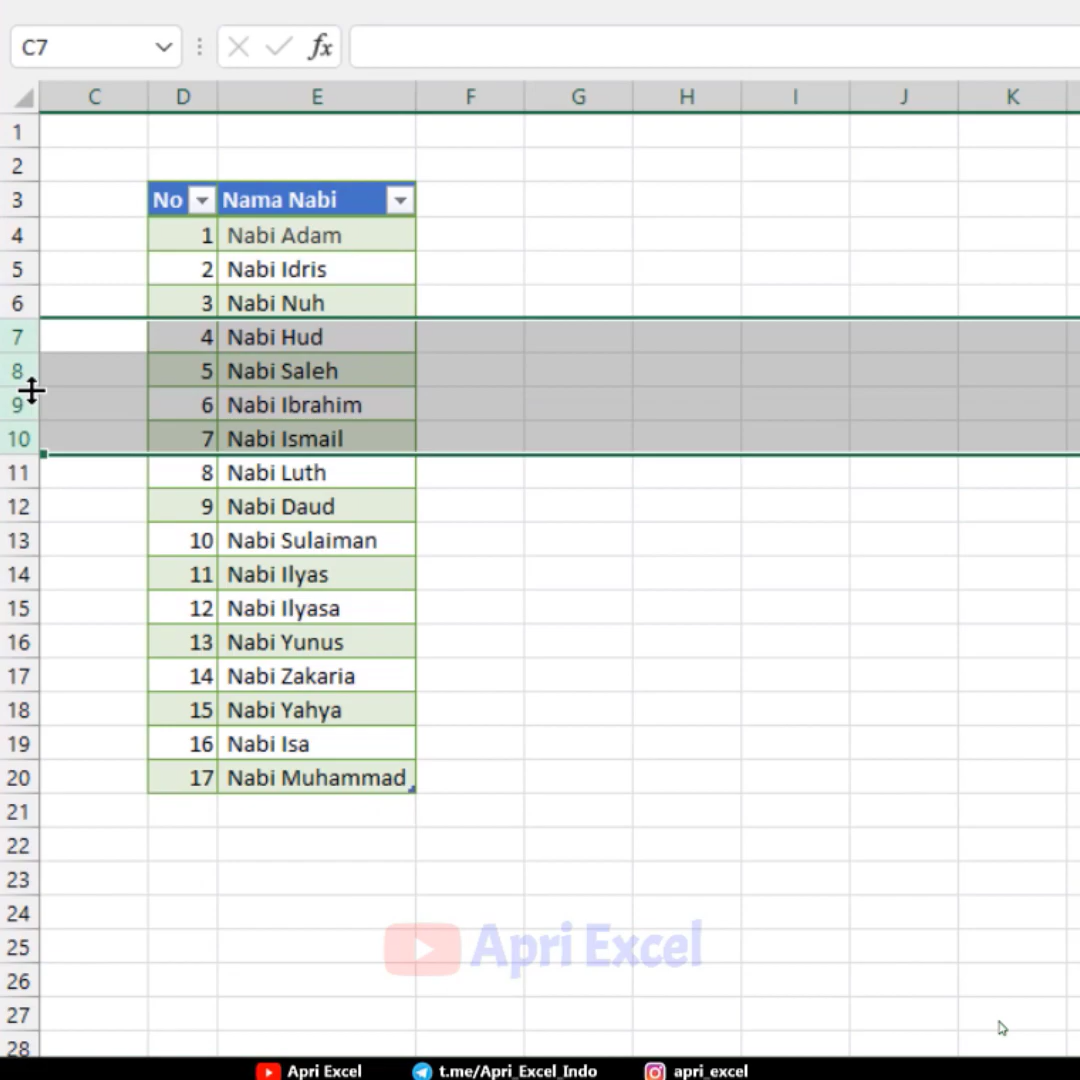 C7 fx
C D E F G H I J K
1
2
3 No Nama Nabi
4 1 Nabi Adam
5 2 Nabi Idris
6 3 Nabi Nuh
7 4 Nabi Hud
8 5 Nabi Saleh
9 6 Nabi Ibrahim
10 7 Nabi Ismail
11 8 Nabi Luth
12 9 Nabi Daud
13 10 Nabi Sulaiman
14 11 Nabi Ilyas
15 12 Nabi Ilyasa
16 13 Nabi Yunus
17 14 Nabi Zakaria
18 15 Nabi Yahya
19 16 Nabi Isa
20 17 Nabi Muhammad
21
22
23
24
25 Apri Excel
26
27
28
Apri Excel t.me/Apri_Excel_Indo apri_excel